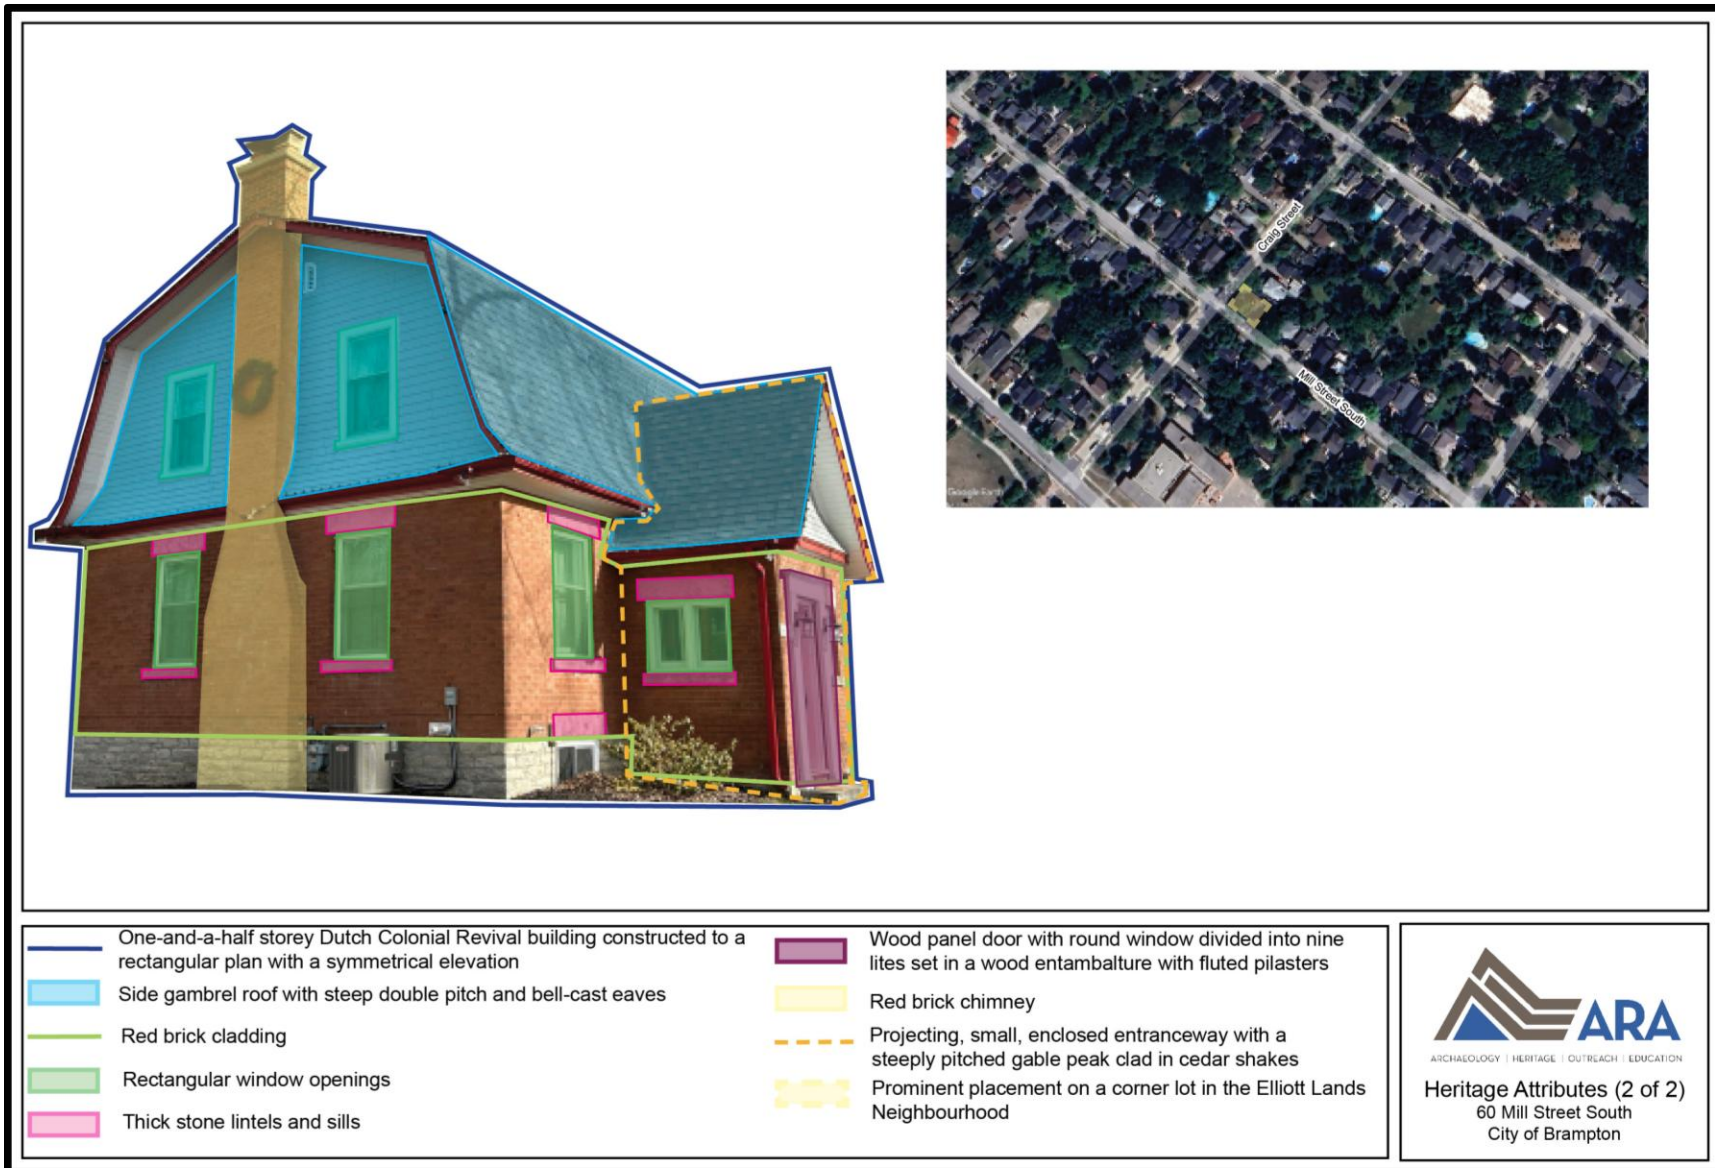 Craig Street
Mill Street South
Google Earth
One-and-a-half storey Dutch Colonial Revival building constructed to a
rectangular plan with a symmetrical elevation
Side gambrel roof with steep double pitch and bell-cast eaves
Red brick cladding
Rectangular window openings
Thick stone lintels and sills
Wood panel door with round window divided into nine
lites set in a wood entambalture with fluted pilasters
Red brick chimney
Projecting, small, enclosed entranceway with a
steeply pitched gable peak clad in cedar shakes
Prominent placement on a corner lot in the Elliott Lands
Neighbourhood
ARA
ARCHAEOLOGY | HERITAGE | OUTREACH | EDUCATION
Heritage Attributes (2 of 2)
60 Mill Street South
City of Brampton